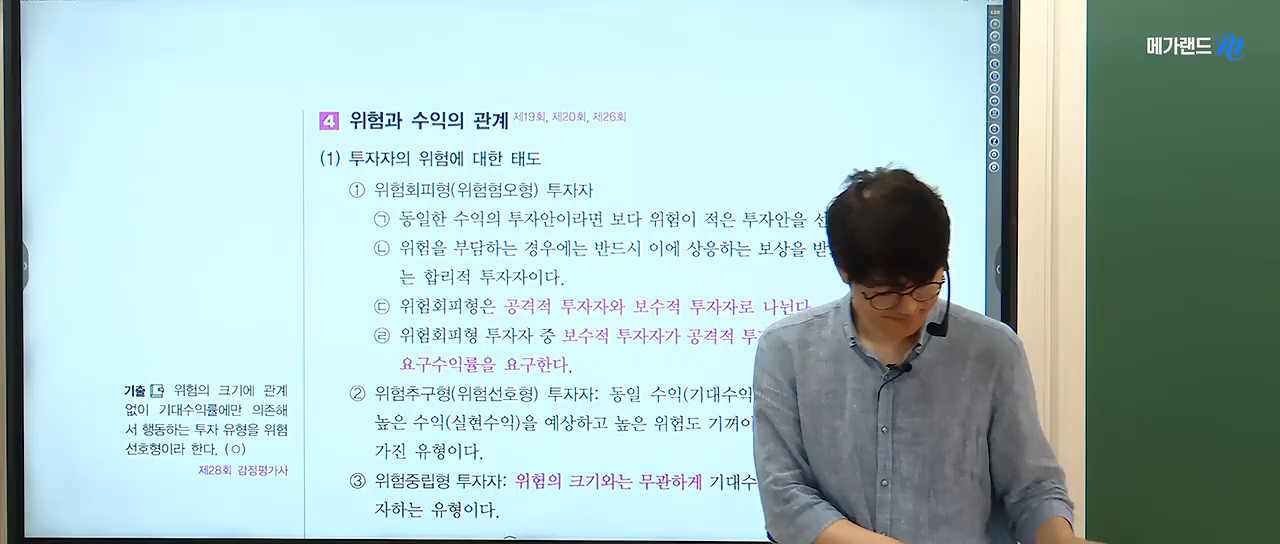 메가랜드
4 위험과 수익의 관계 제19회, 제20회, 제26회
(1) 투자자의 위험에 대한 태도
① 위험회피형(위험혐오형) 투자자
㉠ 동일한 수익의 투자안이라면 보다 위험이 적은 투자안을 선
㉡ 위험을 부담하는 경우에는 반드시 이에 상응하는 보상을 받
는 합리적 투자자이다.
㉢ 위험회피형은 공격적 투자자와 보수적 투자자로 나뉜다
㉣ 위험회피형 투자자 중 보수적 투자자가 공격적 투
요구수익률을 요구한다.
② 위험추구형(위험선호형) 투자자: 동일 수익(기대수익
높은 수익(실현수익)을 예상하고 높은 위험도 기꺼이
가진 유형이다.
③ 위험중립형 투자자: 위험의 크기와는 무관하게 기대수
자하는 유형이다.
기출 위험의 크기에 관계
없이 기대수익률에만 의존해
서 행동하는 투자 유형을 위험
선호형이라 한다. (○)
제28회 감정평가사